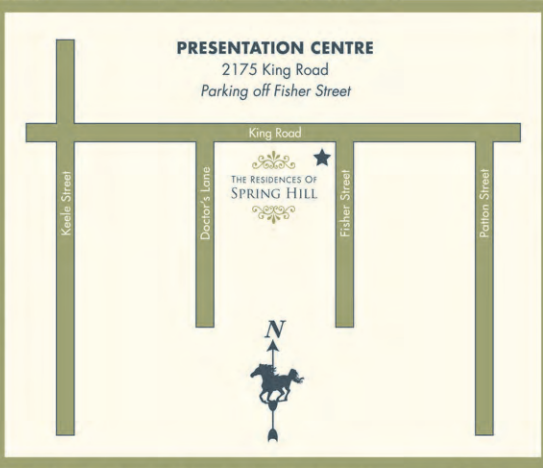 PRESENTATION CENTRE
2175 King Road
Parking off Fisher Street
King Road
Keele Street
Doctor's Lane
THE RESIDENCES OF
SPRING HILL
Fisher Street
Patton Street
N